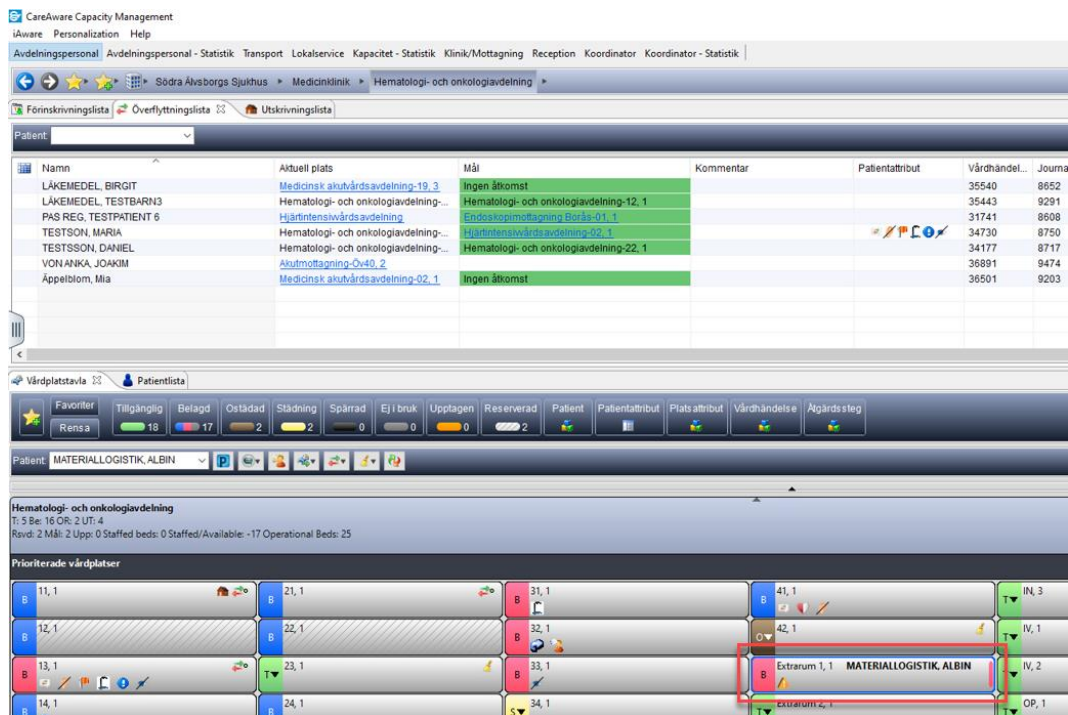 CareAware Capacity Management
iAware Personalization Help
Avdelningspersonal Avdelningspersonal - Statistik Transport Lokalservice Kapacitet - Statistik Klinik/Mottagning Reception Koordinator Koordinator - Statistik
Södra Älvsborgs Sjukhus Medicinklinik Hematologi- och onkologiavdelning
Förinskrivningslista Överflyttningslista Utskrivningslista
Patient:
Namn Aktuell plats Mål Kommentar Patientattribut Vårdhändel... Journa
LÄKEMEDEL, BIRGIT Medicinsk akutvårdsavdelning-19, 3 Ingen åtkomst 35540 8652
LÄKEMEDEL, TESTBARN3 Hematologi- och onkologiavdelning-... Hematologi- och onkologiavdelning-12, 1 35443 9291
PAS REG, TESTPATIENT 6 Hjärtintensivvårdsavdelning Endoskopimottagning Borås-01, 1 31741 8608
TESTSON, MARIA Hematologi- och onkologiavdelning-... Hjärtintensivvårdsavdelning-02, 1 34730 8750
TESTSSON, DANIEL Hematologi- och onkologiavdelning-... Hematologi- och onkologiavdelning-22, 1 34177 8717
VON ANKA, JOAKIM Akutmottagning-Öv40, 2 36891 9474
Äppelblom, Mia Medicinsk akutvårdsavdelning-02, 1 Ingen åtkomst 36501 9203
Vårdplatstavla Patientlista
Favoriter Tillgänglig Belagd Ostädad Städning Spärrad Ej i bruk Upptagen Reserverad Patient Patientattribut Platsattribut Vårdhändelse Åtgärdssteg
Rensa 18 17 2 2 0 0 0 2
Patient: MATERIALLOGISTIK, ALBIN P
Hematologi- och onkologiavdelning
T: 5 Be: 16 OR: 2 UT: 4
Rsvd: 2 Mål: 2 Upp: 0 Staffed beds: 0 Staffed/Available: -17 Operational Beds: 25
Prioriterade vårdplatser
B 11, 1 B 21, 1 B 31, 1 B 41, 1 T IN, 3
B 12, 1 B 22, 1 B 32, 1 O 42, 1 T IV, 1
B 13, 1 T 23, 1 B 33, 1 B Extrarum 1, 1 MATERIALLOGISTIK, ALBIN T IV, 2
B 14, 1 B 24, 1 S 34, 1 T Extrarum 2, 1 T OP, 1